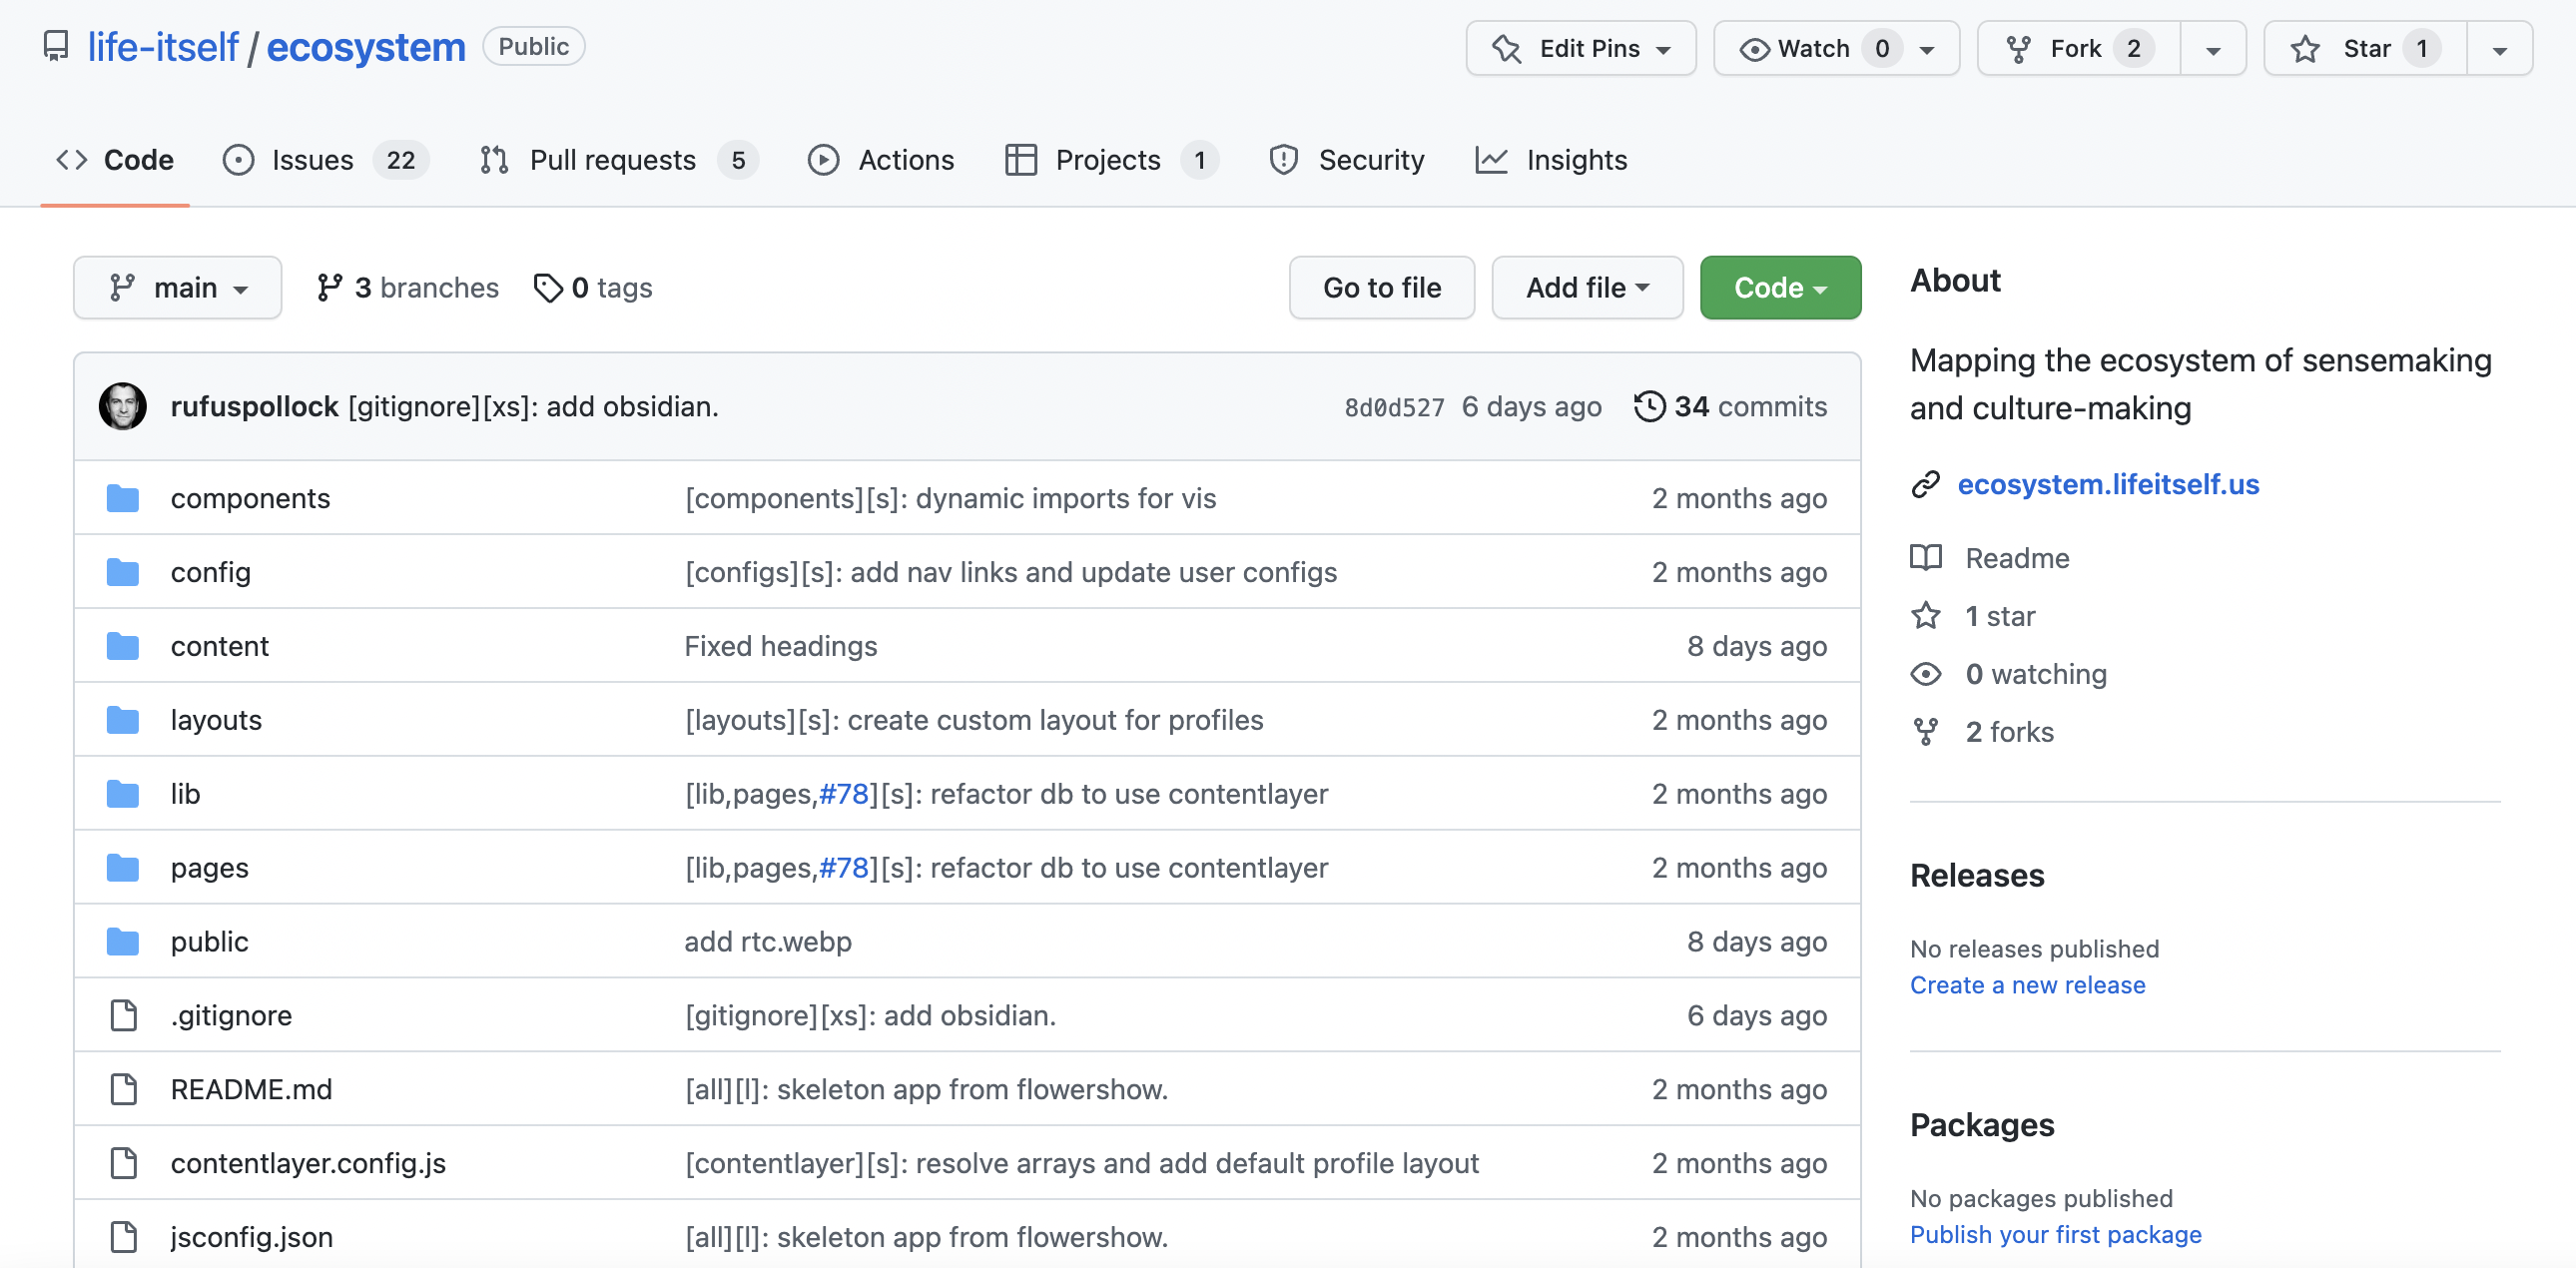 life-itself / ecosystem Public
Edit Pins
Watch 0
Fork 2
Star 1
Code
Issues 22
Pull requests 5
Actions
Projects 1
Security
Insights
main
3 branches
0 tags
Go to file
Add file
Code
rufuspollock [gitignore][xs]: add obsidian. 8d0d527 6 days ago 34 commits
components [components][s]: dynamic imports for vis 2 months ago
config [configs][s]: add nav links and update user configs 2 months ago
content Fixed headings 8 days ago
layouts [layouts][s]: create custom layout for profiles 2 months ago
lib [lib,pages,#78][s]: refactor db to use contentlayer 2 months ago
pages [lib,pages,#78][s]: refactor db to use contentlayer 2 months ago
public add rtc.webp 8 days ago
.gitignore [gitignore][xs]: add obsidian. 6 days ago
README.md [all][l]: skeleton app from flowershow. 2 months ago
contentlayer.config.js [contentlayer][s]: resolve arrays and add default profile layout 2 months ago
jsconfig.json [all][l]: skeleton app from flowershow. 2 months ago
About
Mapping the ecosystem of sensemaking
and culture-making
ecosystem.lifeitself.us
Readme
1 star
0 watching
2 forks
Releases
No releases published
Create a new release
Packages
No packages published
Publish your first package